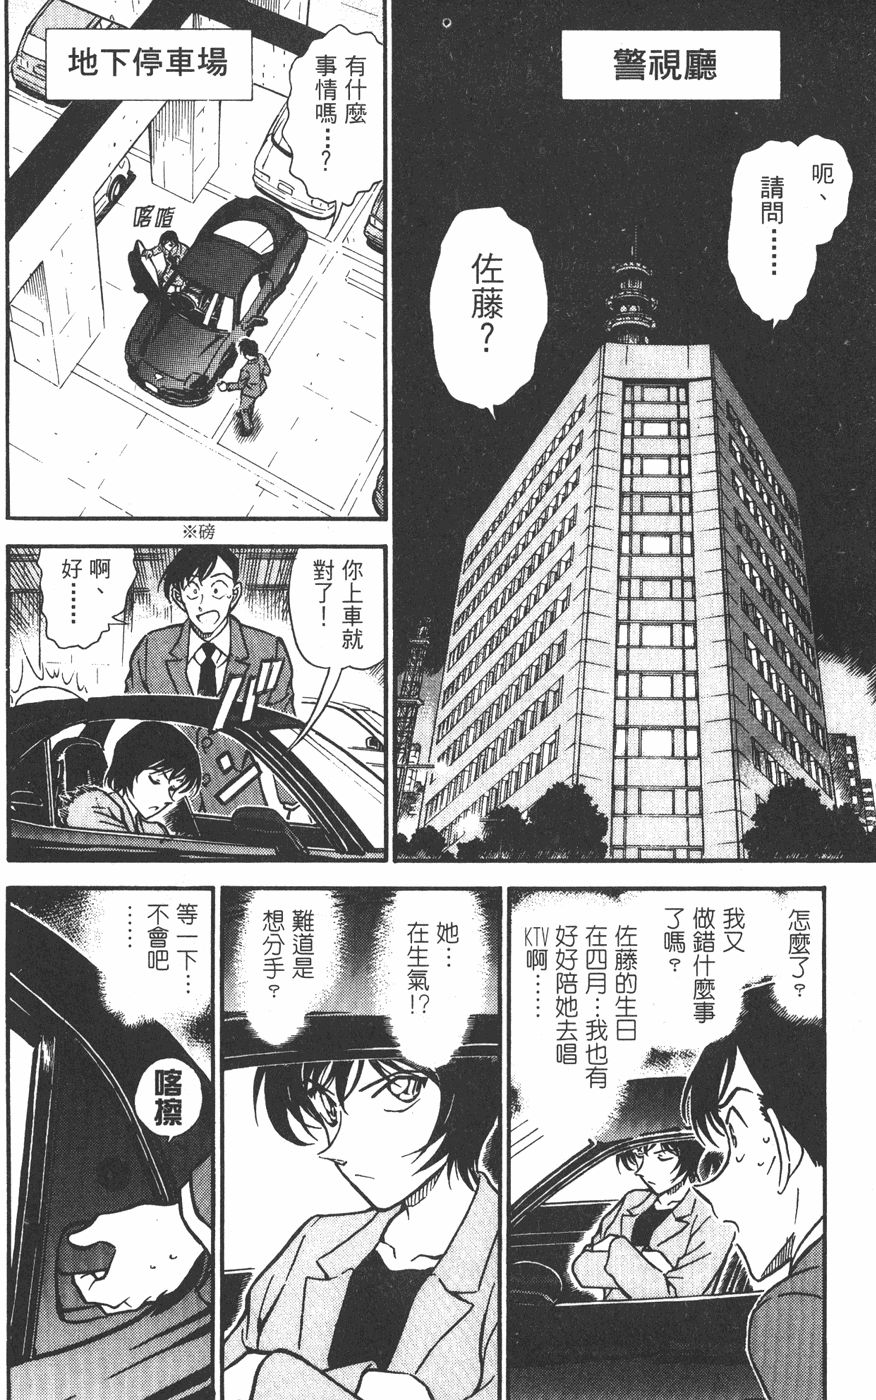 警視廳
呃、
請問……
佐藤？
地下停車場
有什麼
事情嗎…？
喀喳
※磅
你上車就
對了！
啊、
好……
怎麼了？
我又
做錯什麼事
了嗎？
佐藤的生日
在四月…我也有
好好陪她去唱
KTV啊……
她…
在生氣!?
難道是
想分手？
等一下…
不會吧
……
喀擦